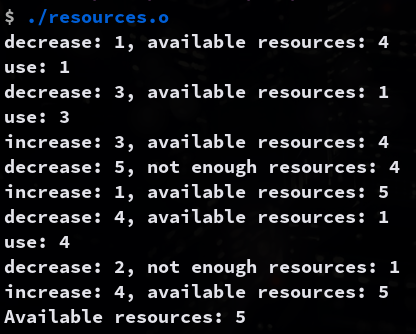 $ ./resources.o
decrease: 1, available resources: 4
use: 1
decrease: 3, available resources: 1
use: 3
increase: 3, available resources: 4
decrease: 5, not enough resources: 4
increase: 1, available resources: 5
decrease: 4, available resources: 1
use: 4
decrease: 2, not enough resources: 1
increase: 4, available resources: 5
Available resources: 5